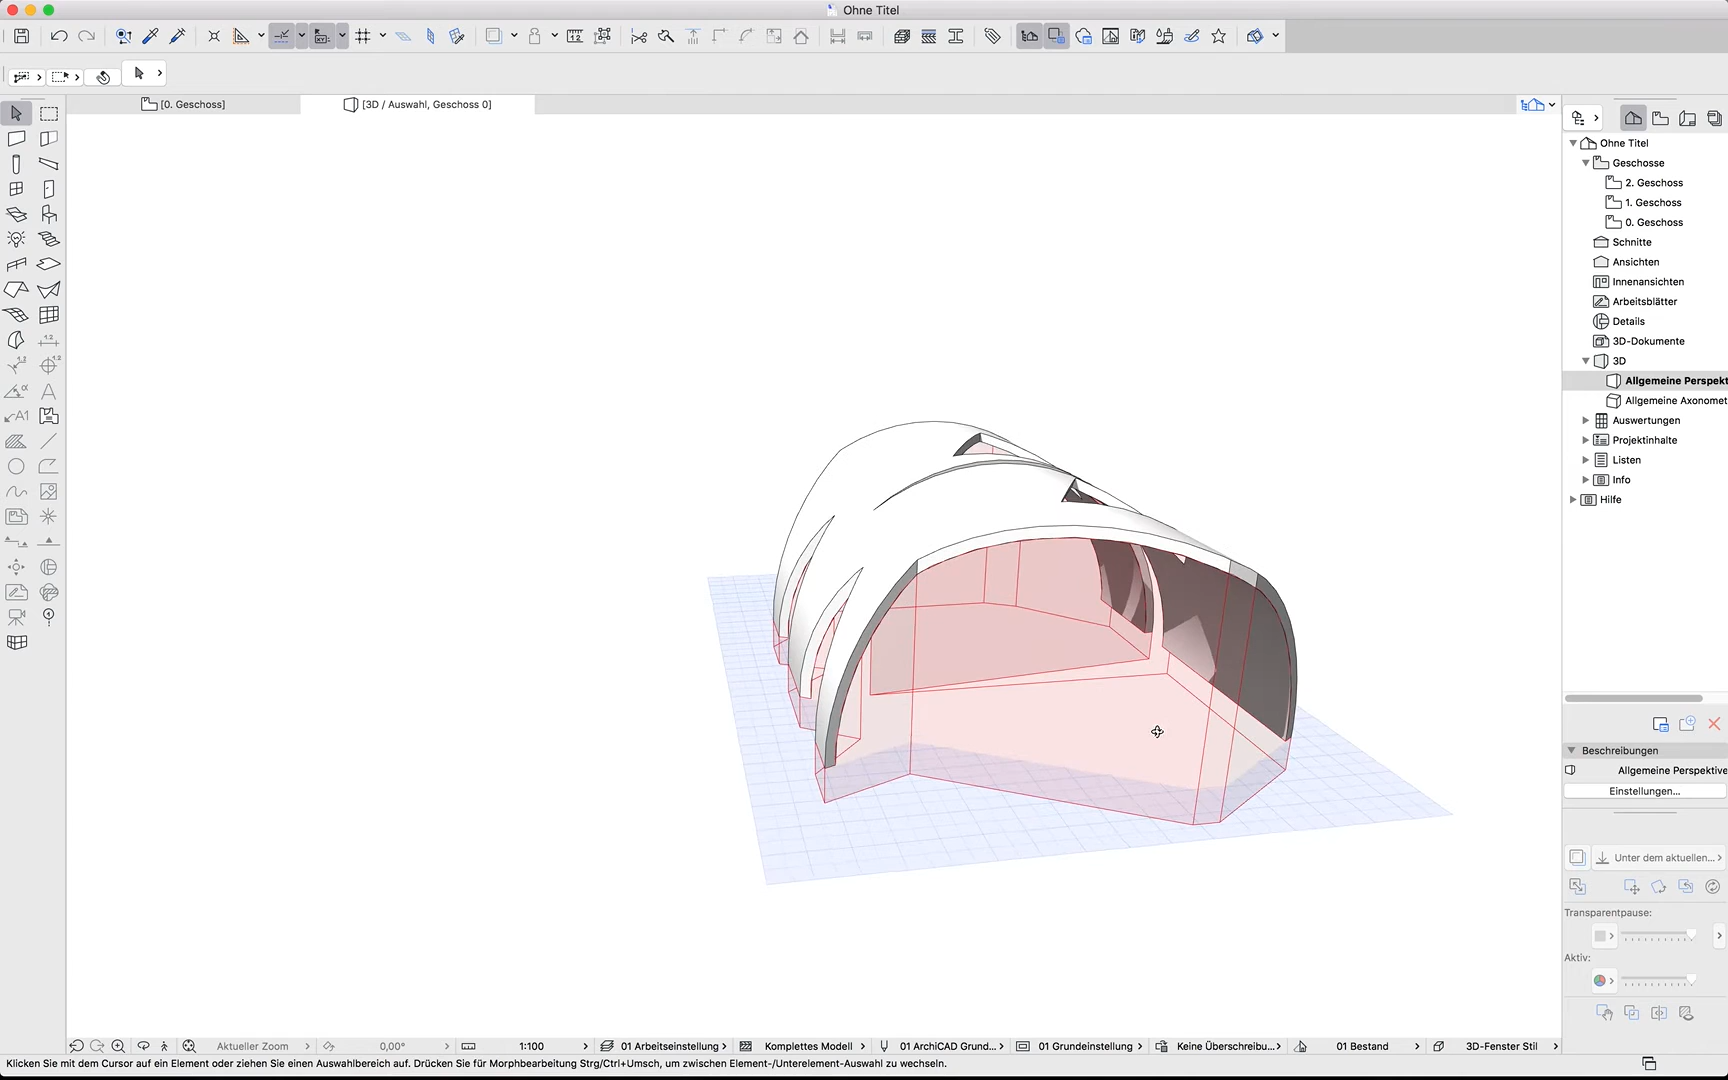 Ohne Titel
[0. Geschoss]
[3D / Auswahl, Geschoss 0]
Ohne Titel
Geschosse
2. Geschoss
1. Geschoss
0. Geschoss
Schnitte
Ansichten
Innenansichten
Arbeitsblätter
Details
3D-Dokumente
3D
Allgemeine Perspekt
Allgemeine Axonomet
Auswertungen
Projektinhalte
Listen
Info
Hilfe
Beschreibungen
Allgemeine Perspektive
Einstellungen...
Unter dem aktuellen...
Transparentpause:
Aktiv:
Aktueller Zoom
0,00°
1:100
01 Arbeitseinstellung
Komplettes Modell
01 ArchiCAD Grund...
01 Grundeinstellung
Keine Überschreibu...
01 Bestand
3D-Fenster Stil
Klicken Sie mit dem Cursor auf ein Element oder ziehen Sie einen Auswahlbereich auf. Drücken Sie für Morphbearbeitung Strg/Ctrl+Umsch, um zwischen Element-/Unterelement-Auswahl zu wechseln.